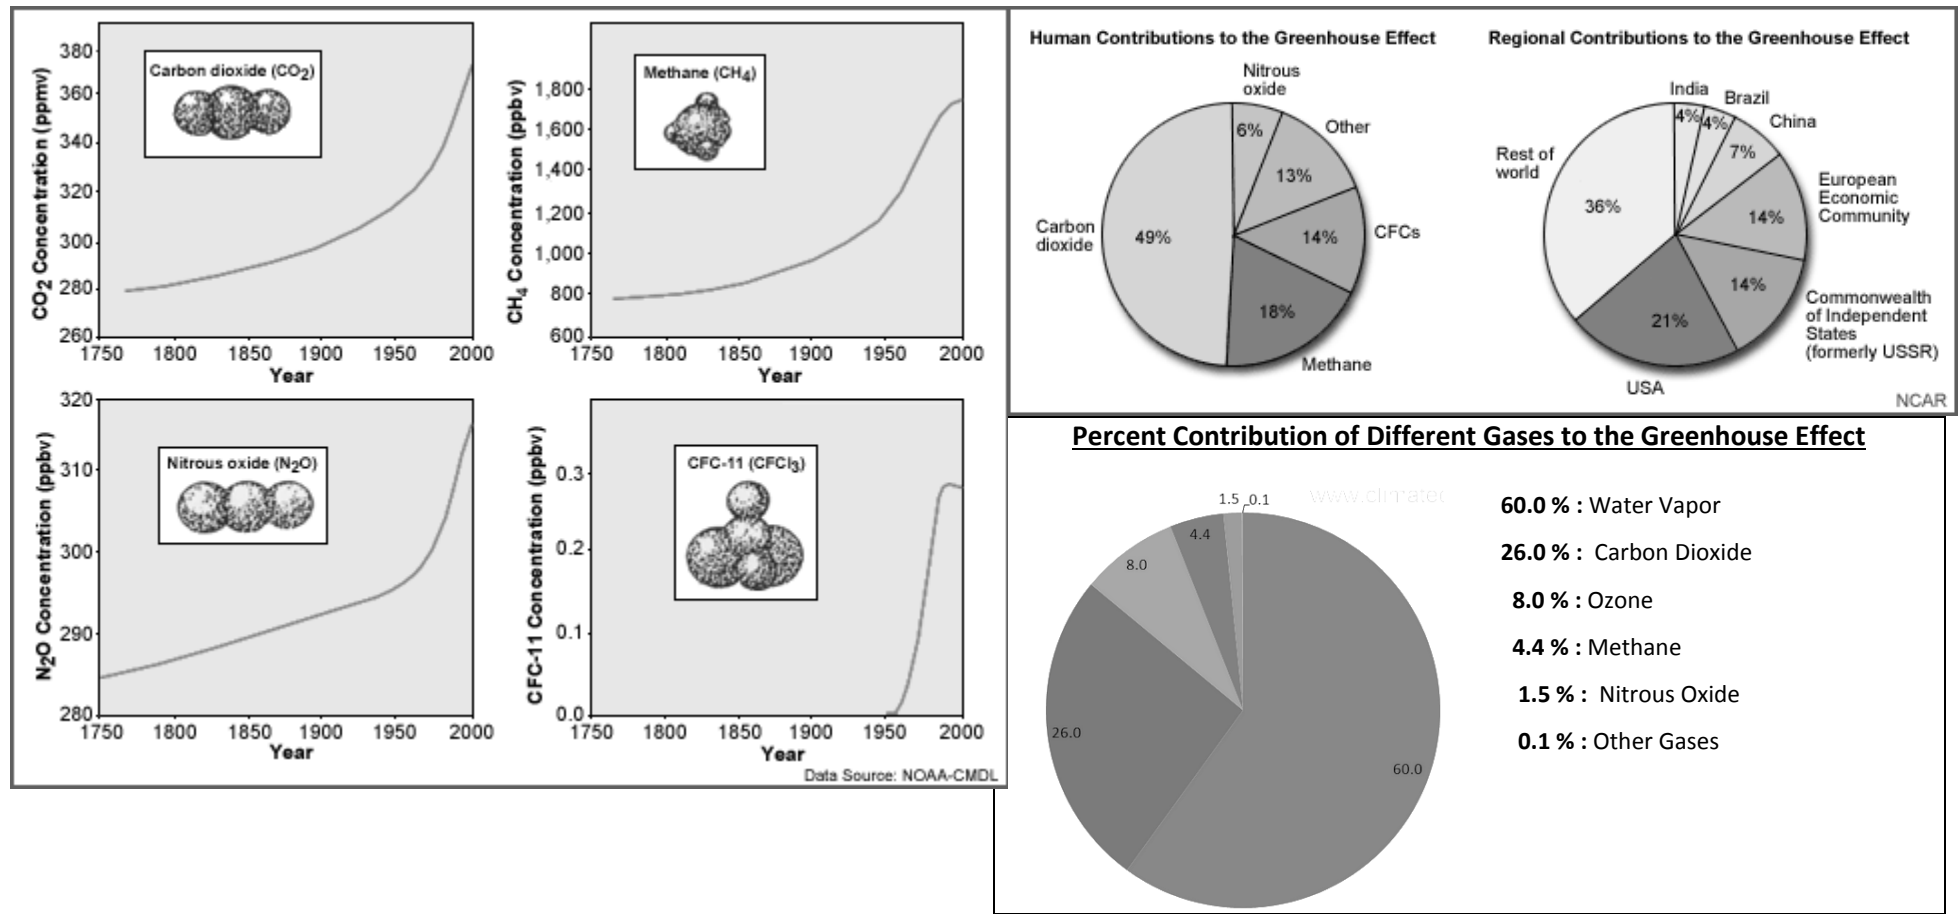 380
360
340
320
300
280
260
CO2 Concentration (ppmv)
Carbon dioxide (CO2)
1750 1800 1850 1900 1950 2000
Year
1,800
1,600
1,400
1,200
1,000
800
600
CH4 Concentration (ppbv)
Methane (CH4)
1750 1800 1850 1900 1950 2000
Year
320
310
300
290
280
N2O Concentration (ppbv)
Nitrous oxide (N2O)
1750 1800 1850 1900 1950 2000
Year
0.3
0.2
0.1
0.0
CFC-11 Concentration (ppbv)
CFC-11 (CFCl3)
1750 1800 1850 1900 1950 2000
Year
Data Source: NOAA-CMDL
Human Contributions to the Greenhouse Effect
Nitrous
oxide
6%
Other
13%
CFCs
14%
Methane
18%
Carbon
dioxide
49%
Regional Contributions to the Greenhouse Effect
India
4%
Brazil
4%
China
7%
European
Economic
Community
14%
Commonwealth
of Independent
States
(formerly USSR)
14%
USA
21%
Rest of
world
36%
NCAR
Percent Contribution of Different Gases to the Greenhouse Effect
1.5 0.1
4.4
8.0
26.0
60.0
60.0 % : Water Vapor
26.0 % : Carbon Dioxide
8.0 % : Ozone
4.4 % : Methane
1.5 % : Nitrous Oxide
0.1 % : Other Gases